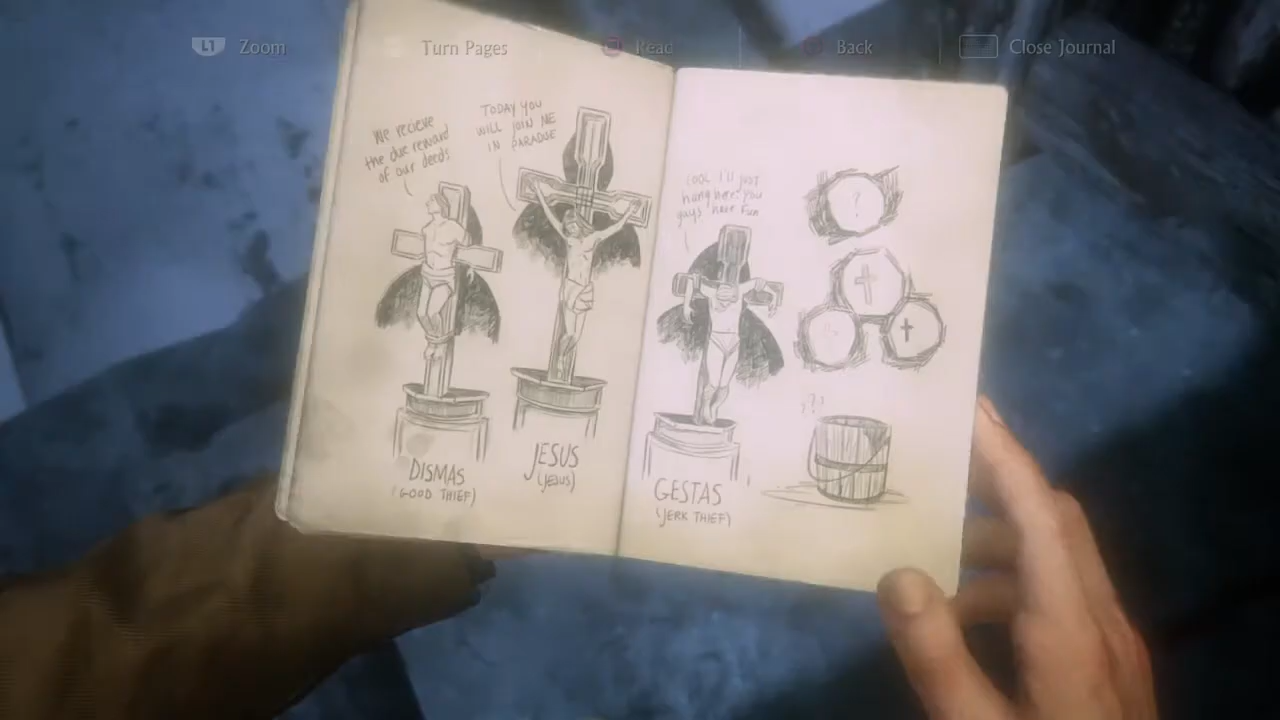 Zoom
Turn Pages
Read
Back
Close Journal
We recieve
the due reward
of our deeds
TODAY YOU
WILL JOIN ME
IN PARADISE
COOL I'll JUST
hang here. you
guys have fun
?
DISMAS
(GOOD THIEF)
JESUS
(JESUS)
GESTAS
(JERK THIEF)
???